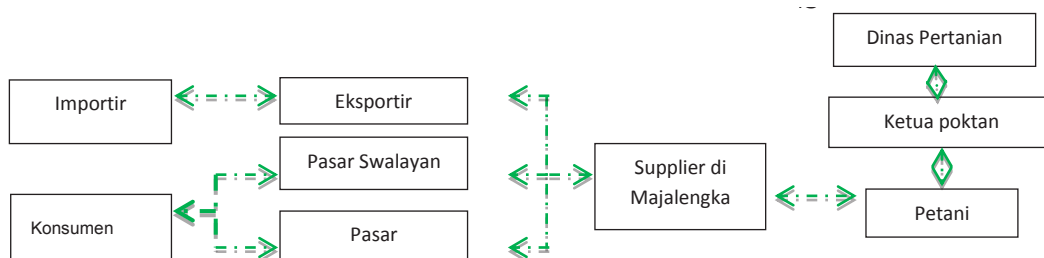 Dinas Pertanian
Importir
Eksportir
Ketua poktan
Pasar Swalayan
Supplier di
Majalengka
Konsumen
Pasar
Petani